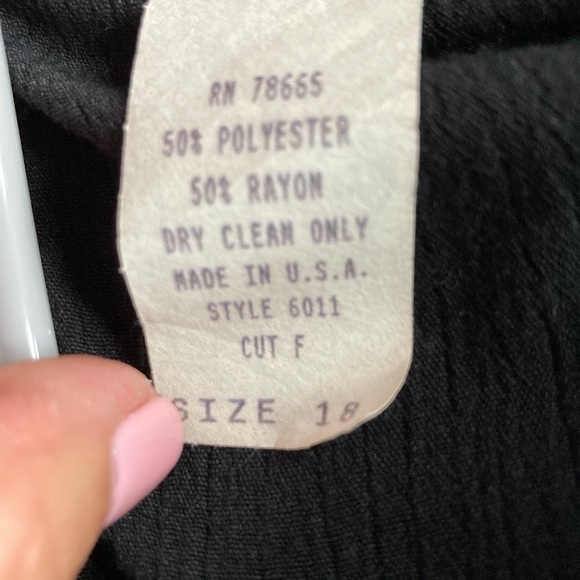 RN 78665
50% POLYESTER
50% RAYON
DRY CLEAN ONLY
MADE IN U.S.A.
STYLE 6011
CUT F
SIZE 18